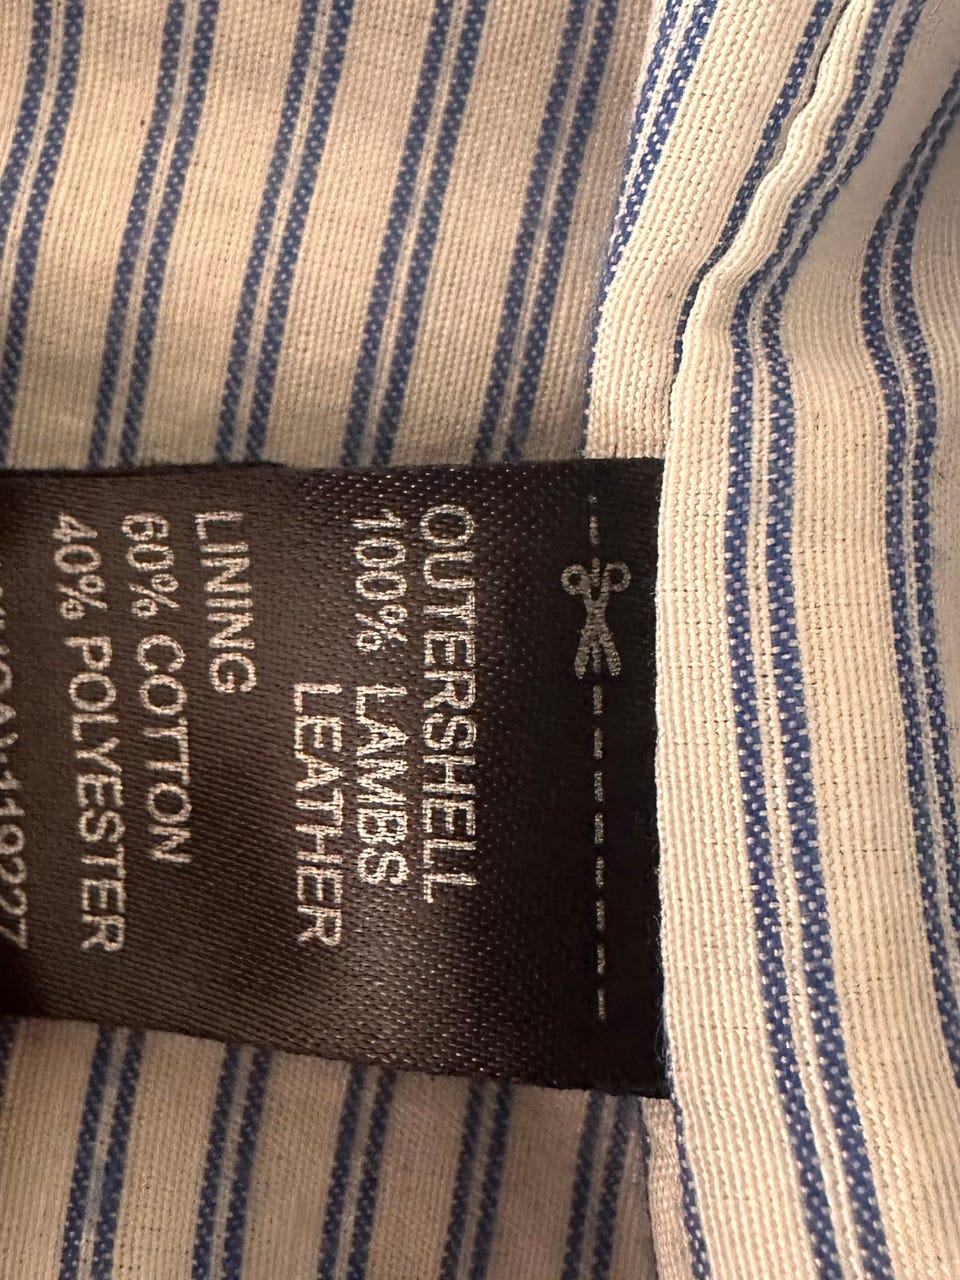 OUTERSHELL
100% LAMBS
LEATHER
LINING
60% COTTON
40% POLYESTER